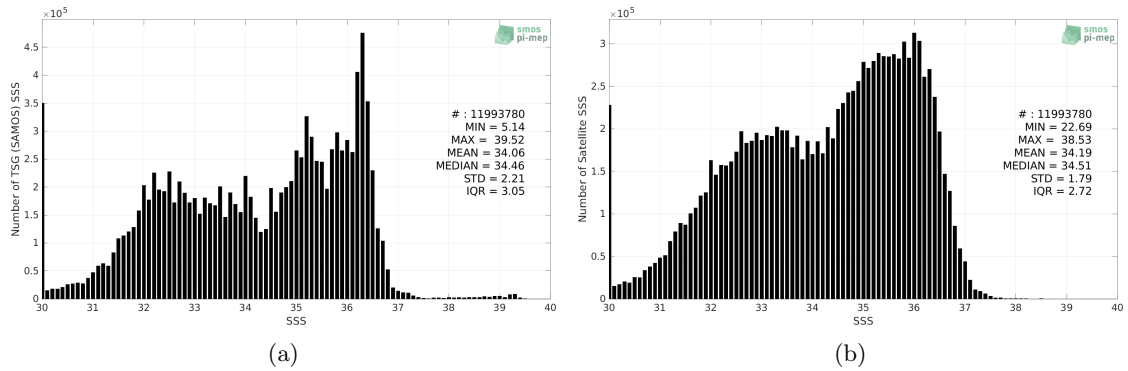 ×10⁵
4.5
4
3.5
3
2.5
2
1.5
1
0.5
0
Number of TSG (SAMOS) SSS
smos
pi-mep
# : 11993780
MIN = 5.14
MAX = 39.52
MEAN = 34.06
MEDIAN = 34.46
STD = 2.21
IQR = 3.05
30 31 32 33 34 35 36 37 38 39 40
SSS
(a)
×10⁵
3
2.5
2
1.5
1
0.5
0
Number of Satellite SSS
smos
pi-mep
# : 11993780
MIN = 22.69
MAX = 38.53
MEAN = 34.19
MEDIAN = 34.51
STD = 1.79
IQR = 2.72
30 31 32 33 34 35 36 37 38 39 40
SSS
(b)